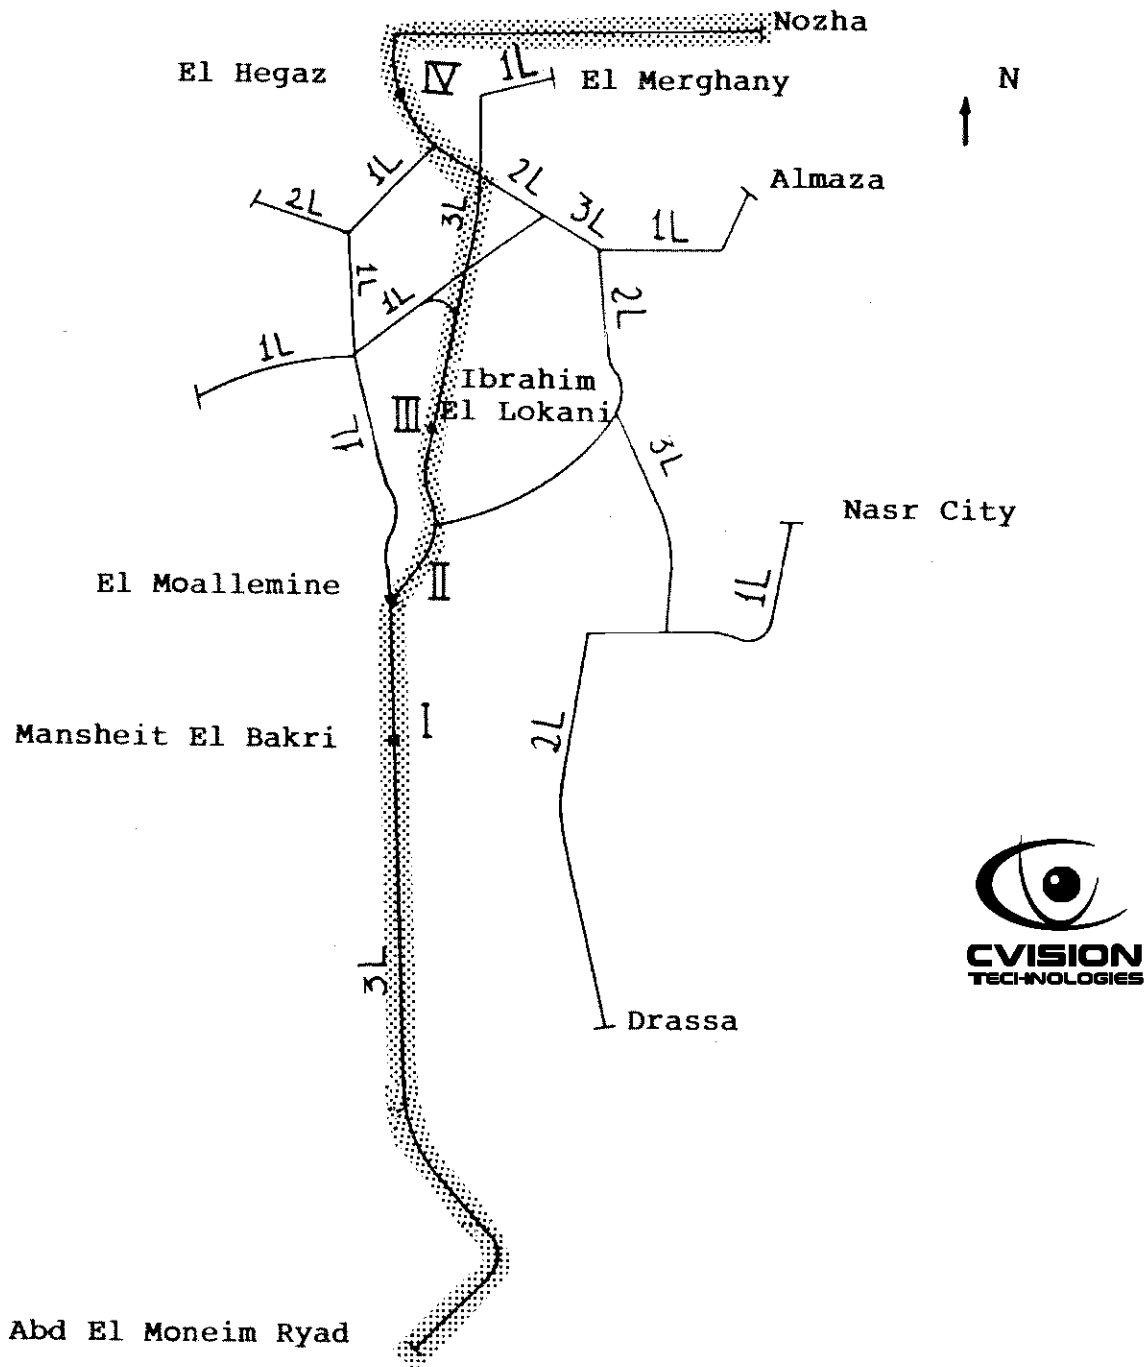 Nozha
1L
El Hegaz
IV
El Merghany
N
1L
2L
2L
3L
3L
1L
Almaza
1L
1L
2L
1L
Ibrahim
El Lokani
III
1L
3L
Nasr City
El Moallemine
II
1L
I
Mansheit El Bakri
2L
3L
CVISION
TECHNOLOGIES
Drassa
Abd El Moneim Ryad